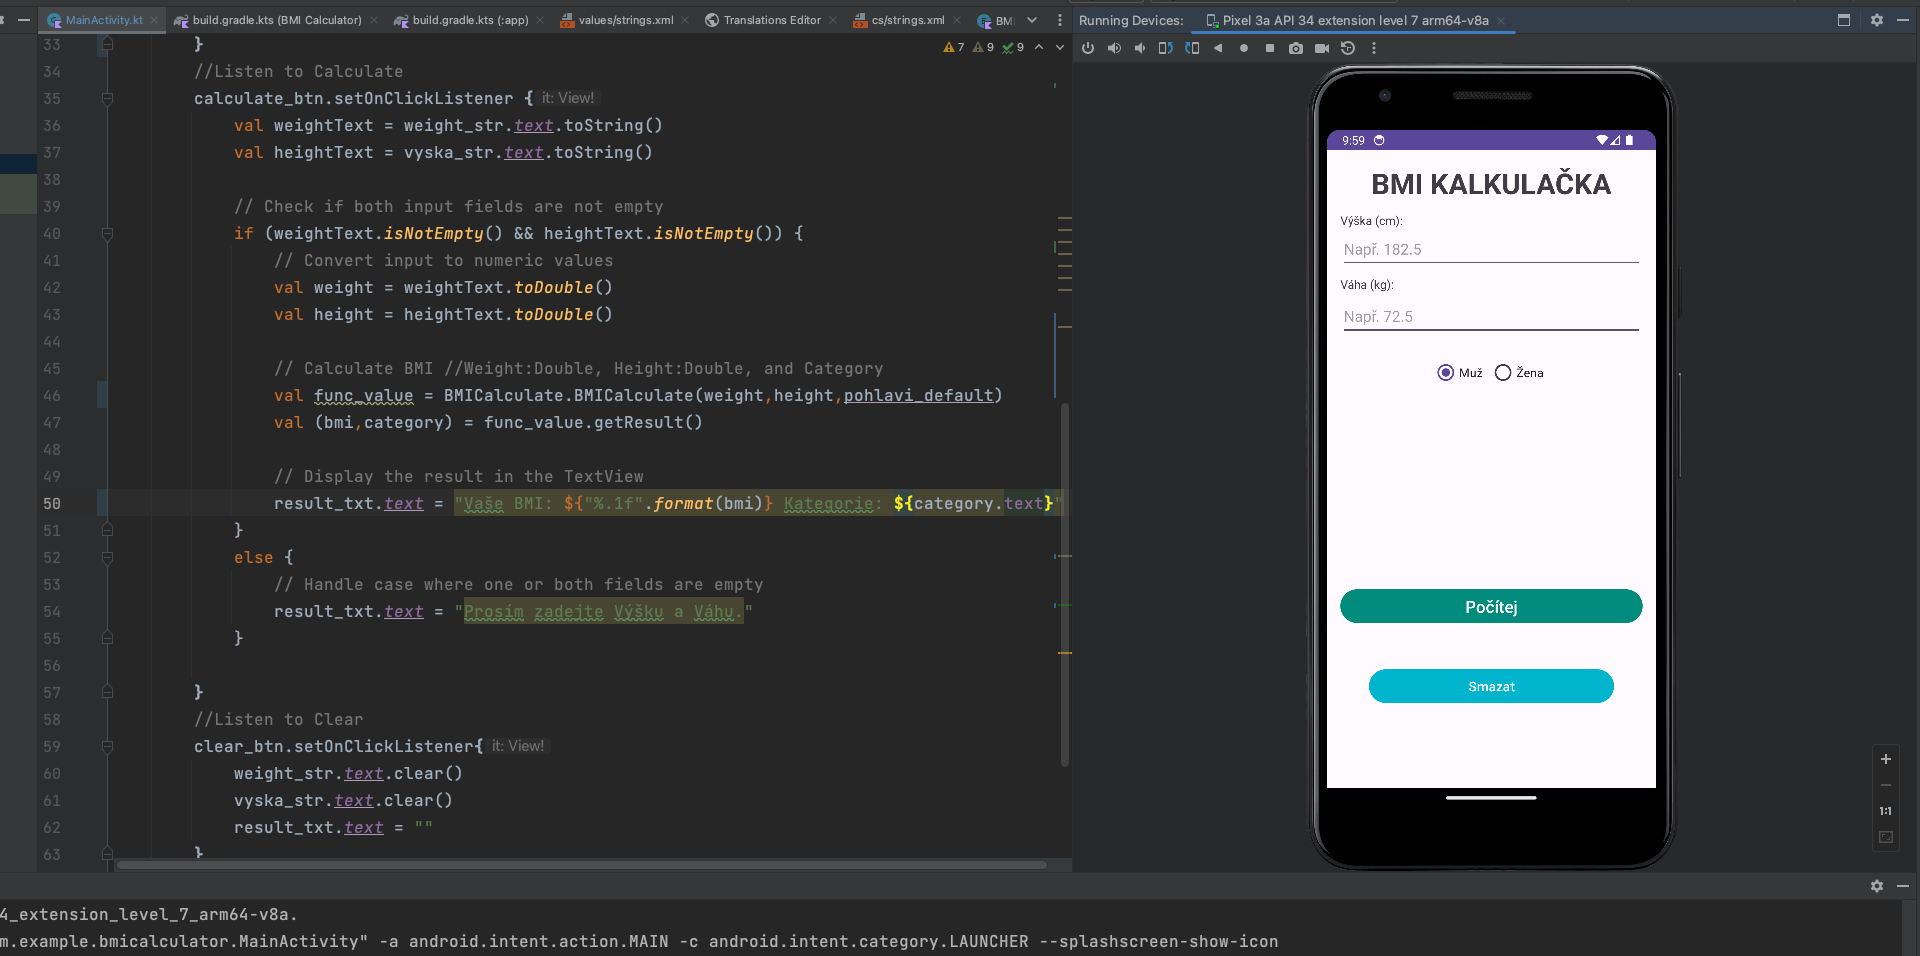 MainActivity.kt build.gradle.kts (BMI Calculator) build.gradle.kts (:app) values/strings.xml Translations Editor cs/strings.xml BMI
Running Devices: Pixel 3a API 34 extension level 7 arm64-v8a
7 9 9
33 }
34 //Listen to Calculate
35 calculate_btn.setOnClickListener { it: View!
36 val weightText = weight_str.text.toString()
37 val heightText = vyska_str.text.toString()
38
39 // Check if both input fields are not empty
40 if (weightText.isNotEmpty() && heightText.isNotEmpty()) {
41 // Convert input to numeric values
42 val weight = weightText.toDouble()
43 val height = heightText.toDouble()
44
45 // Calculate BMI //Weight:Double, Height:Double, and Category
46 val func_value = BMICalculate.BMICalculate(weight,height,pohlavi_default)
47 val (bmi,category) = func_value.getResult()
48
49 // Display the result in the TextView
50 result_txt.text = "Vaše BMI: ${"%.1f".format(bmi)} Kategorie: ${category.text}"
51 }
52 else {
53 // Handle case where one or both fields are empty
54 result_txt.text = "Prosím zadejte Výšku a Váhu."
55 }
56
57 }
58 //Listen to Clear
59 clear_btn.setOnClickListener{ it: View!
60 weight_str.text.clear()
61 vyska_str.text.clear()
62 result_txt.text = ""
63 }
9:59
BMI KALKULAČKA
Výška (cm):
Např. 182.5
Váha (kg):
Např. 72.5
Muž Žena
Počítej
Smazat
1:1
4_extension_level_7_arm64-v8a.
m.example.bmicalculator.MainActivity" -a android.intent.action.MAIN -c android.intent.category.LAUNCHER --splashscreen-show-icon